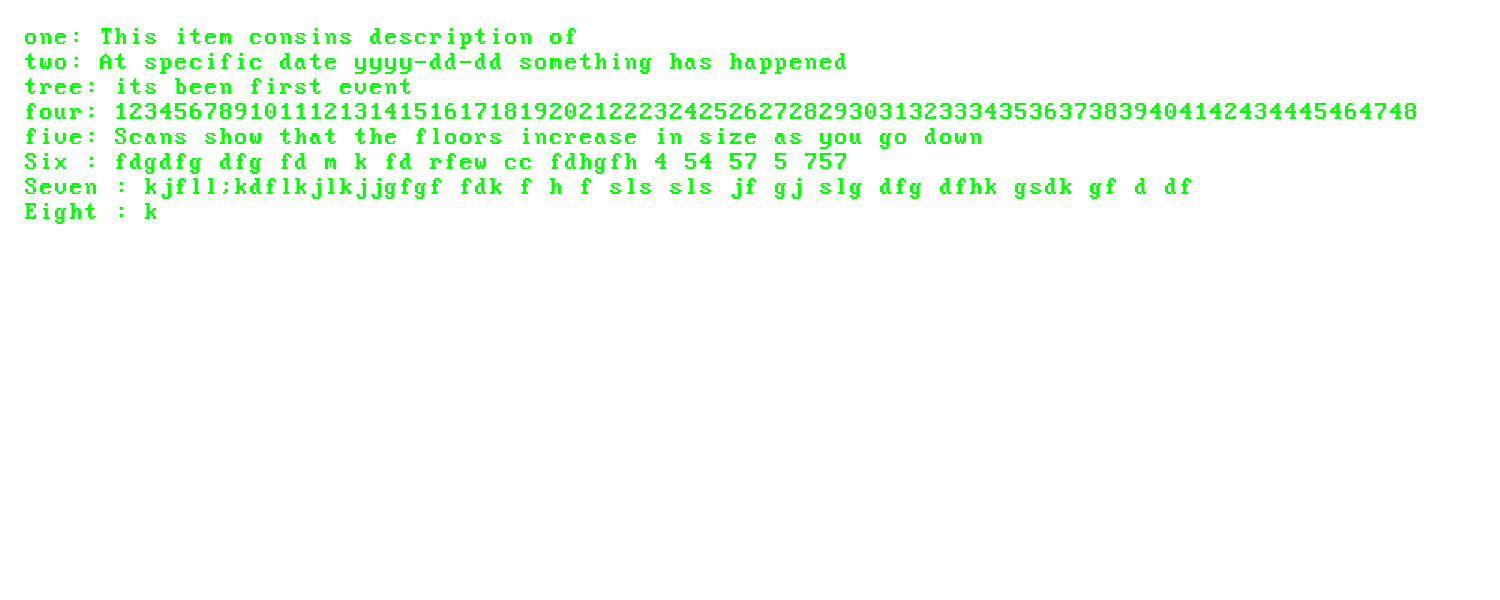 one: This item consins description of
two: At specific date yyyy-dd-dd something has happened
tree: its been first event
four: 123456789101112131415161718192021222324252627282930313233343536373839404142434445464748
five: Scans show that the floors increase in size as you go down
Six : fdgdfg dfg fd m k fd rfew cc fdhgfh 4 54 57 5 757
Seven : kjfll;kdflkjlkjjgfgf fdk f h f sls sls jf gj slg dfg dfhk gsdk gf d df
Eight : k